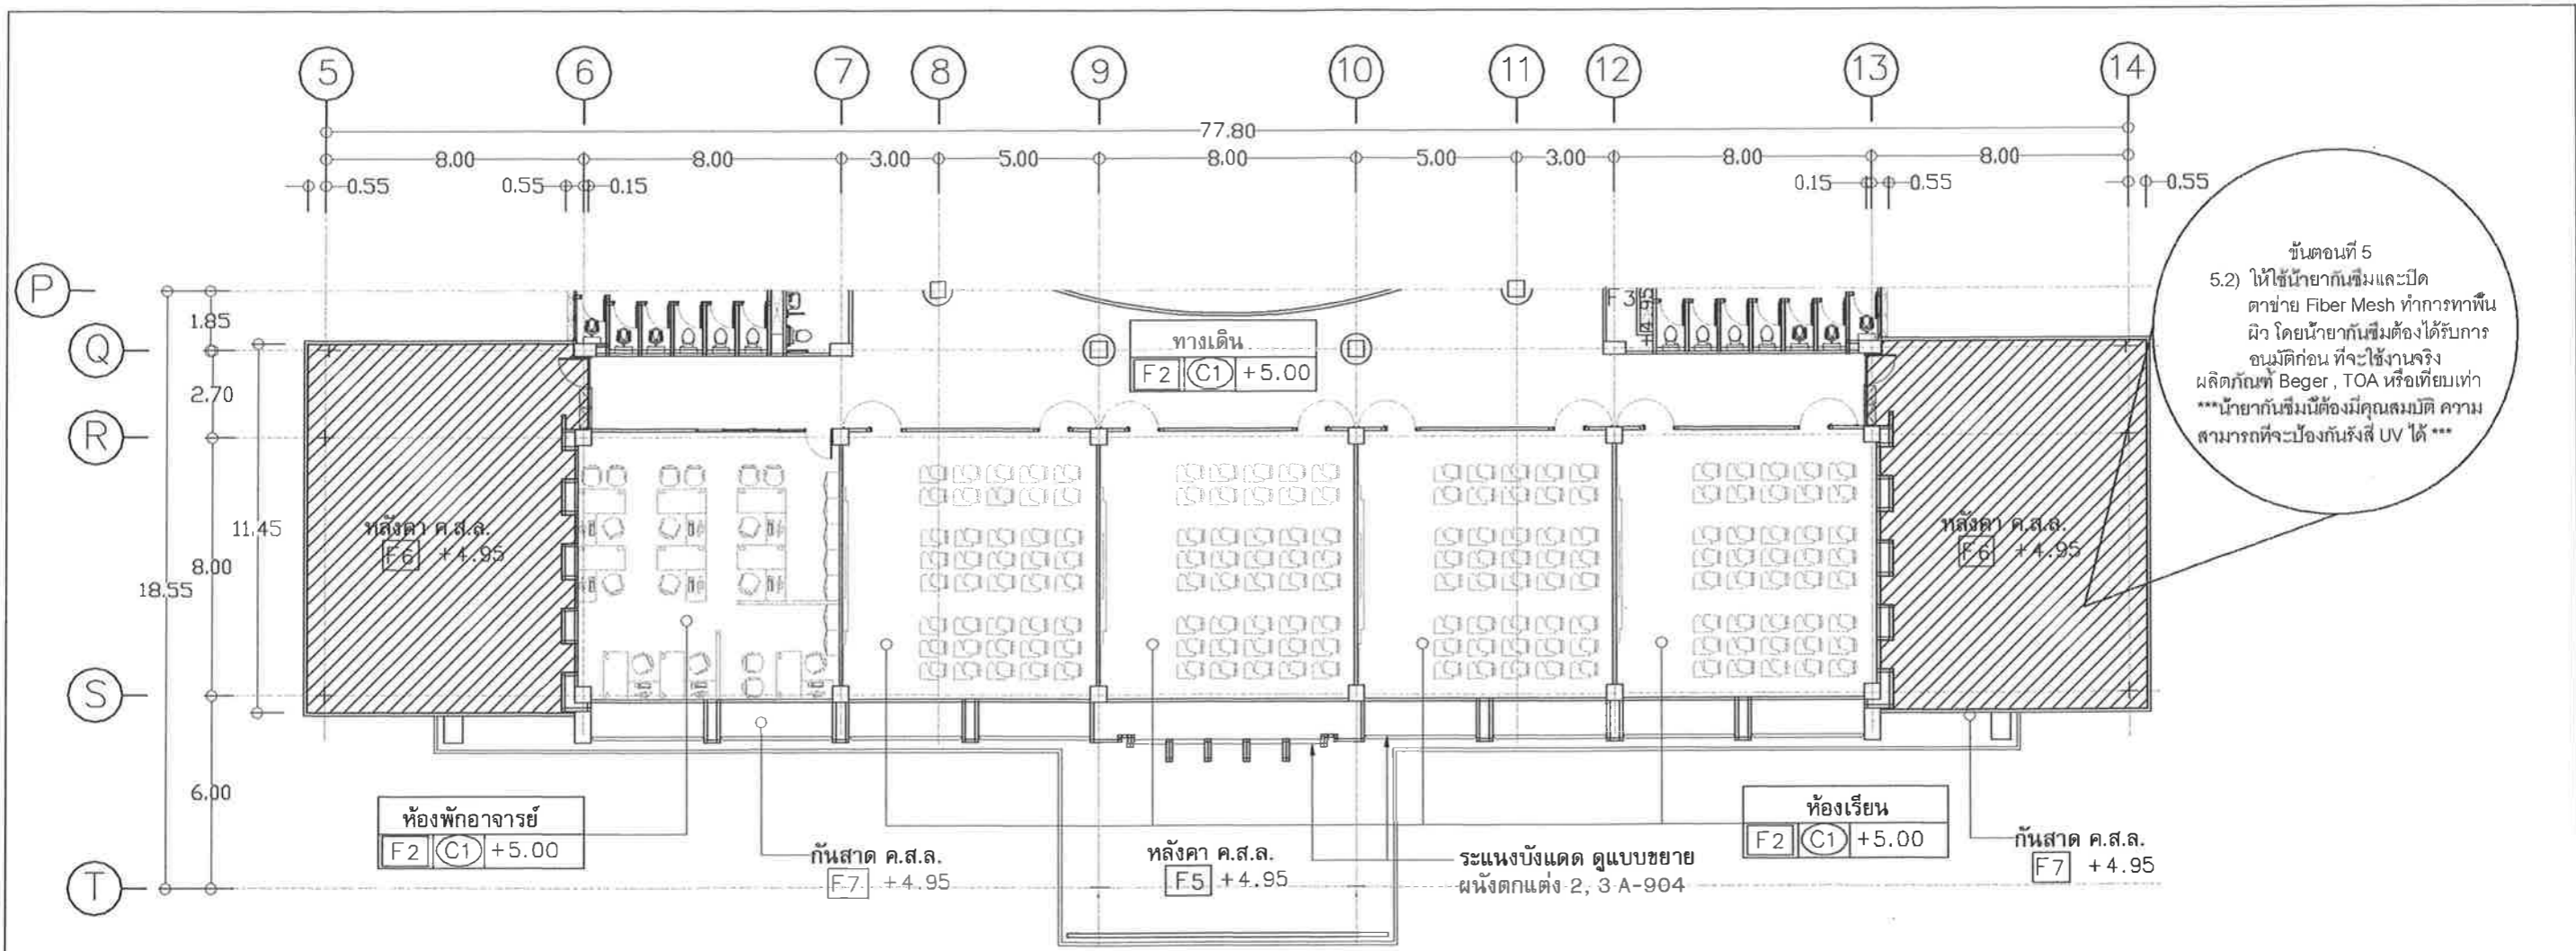 5 6 7 8 9 10 11 12 13 14
77.80
8.00 8.00 3.00 5.00 8.00 5.00 3.00 8.00 8.00
0.55 0.55 0.15 0.15 0.55 0.55
P
Q
R
S
T
1.85
2.70
11.45
8.00
18.55
6.00
F3
ทางเดิน
F2 C1 +5.00
ขั้นตอนที่ 5
5.2) ให้ใช้น้ำยากันซึมและปิด
ตาข่าย Fiber Mesh ทำการทาพื้น
ผิว โดยน้ำยากันซึมต้องได้รับการ
อนุมัติก่อน ที่จะใช้งานจริง
ผลิตภัณฑ์ Beger , TOA หรือเทียบเท่า
***น้ำยากันซึมนี้ต้องมีคุณสมบัติ ความ
สามารถที่จะป้องกันรังสี UV ได้ ***
หลังคา ค.ส.ล.
F6 +4.95
หลังคา ค.ส.ล.
F6 +4.95
ห้องพักอาจารย์
F2 C1 +5.00
กันสาด ค.ส.ล.
F7 +4.95
หลังคา ค.ส.ล.
F5 +4.95
ระแนงบังแดด ดูแบบขยาย
ผนังตกแต่ง 2, 3 A-904
ห้องเรียน
F2 C1 +5.00
กันสาด ค.ส.ล.
F7 +4.95